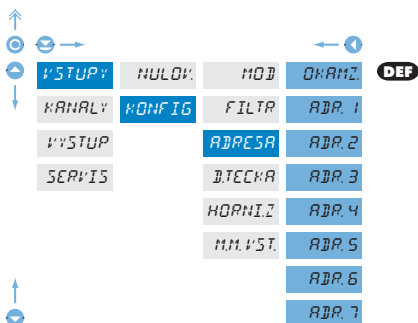 VSTUPY NULOV. MOD OKAMZ. DEF
KANALY KONFIG FILTR ADR. 1
VYSTUP ADRESA ADR. 2
SERVIS D.TECKA ADR. 3
HORNI.Z ADR. 4
M.M. VST. ADR. 5
ADR. 6
ADR. 7